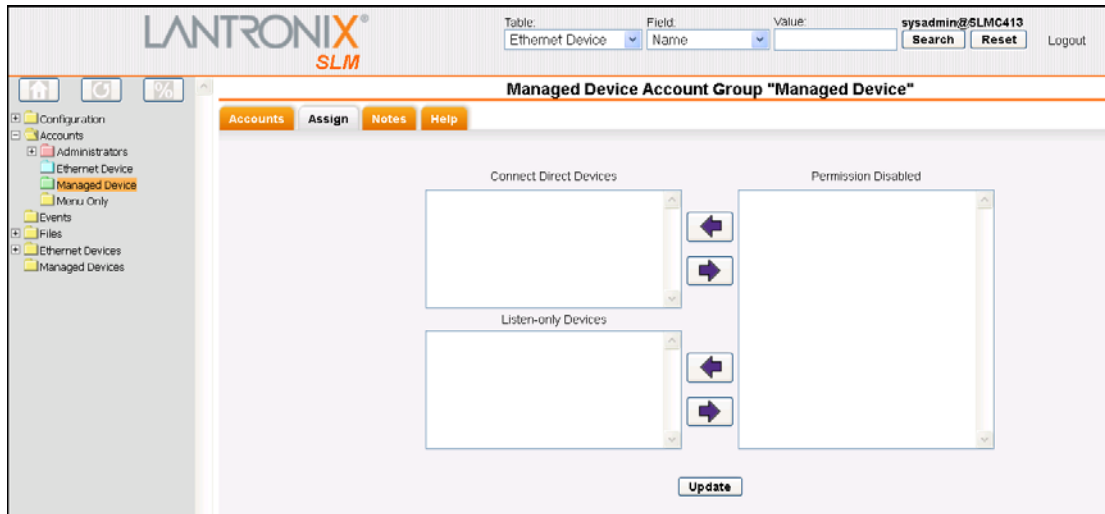 LANTRONIX®
SLM
Table: Field: Value: sysadmin@SLMC413
Ethernet Device Name Search Reset Logout
%
Managed Device Account Group "Managed Device"
Configuration
Accounts
Administrators
Ethernet Device
Managed Device
Menu Only
Events
Files
Ethernet Devices
Managed Devices
Accounts Assign Notes Help
Connect Direct Devices Permission Disabled
Listen-only Devices
Update